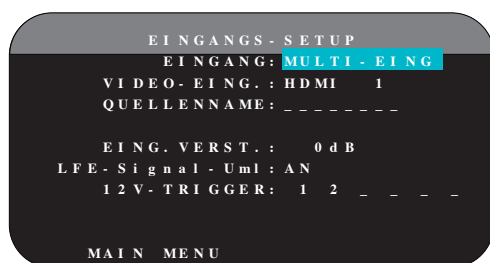 EINGANGS-SETUP
EINGANG: MULTI-EING
VIDEO-EING.: HDMI 1
QUELLENNAME: _ _ _ _ _ _ _ _
EING. VERST.: 0dB
LFE-Signal-Uml: AN
12V-TRIGGER: 1 2 _ _ _ _
MAIN MENU